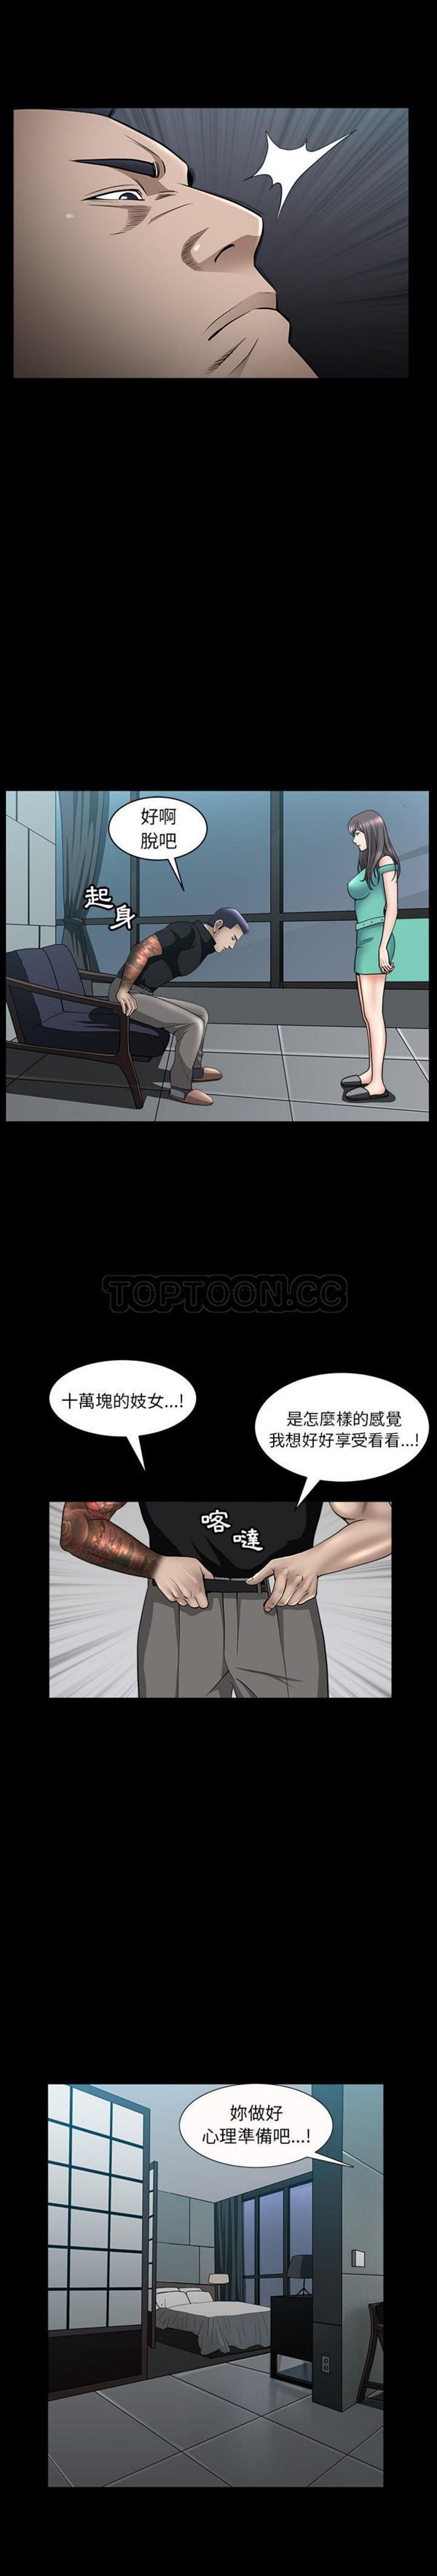 好啊
脫吧
起身
TOPTOON.CC
十萬塊的妓女...!
是怎麼樣的感覺
我想好好享受看看...!
喀噠
妳做好
心理準備吧...!